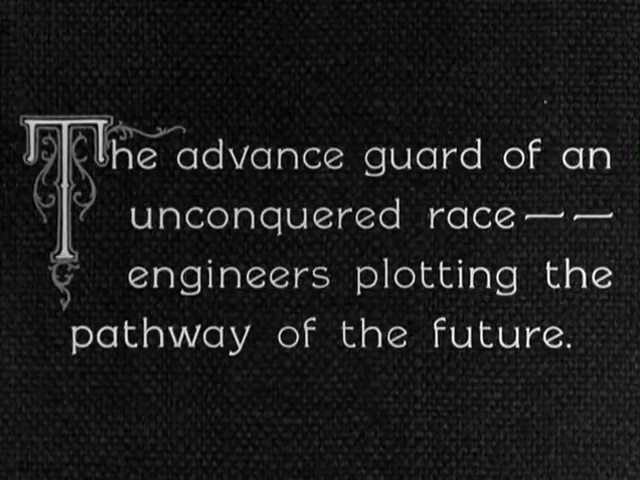 The advance guard of an
unconquered race——
engineers plotting the
pathway of the future.